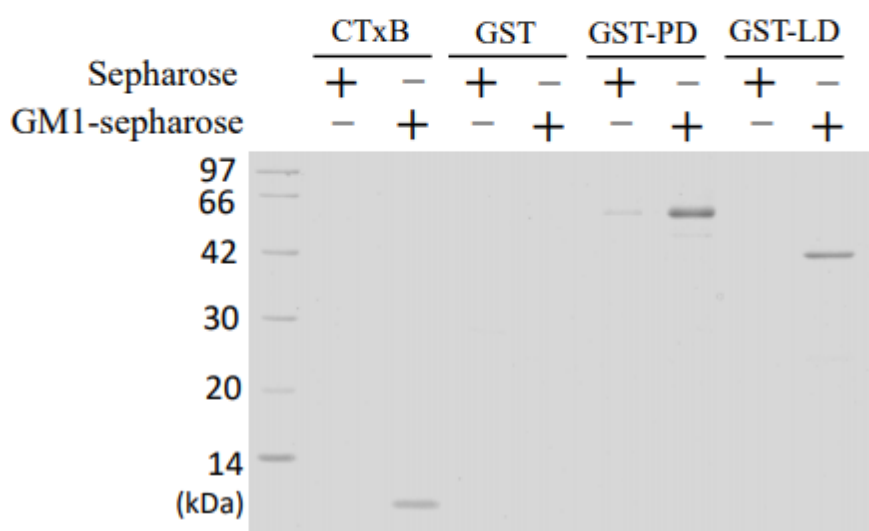 CTxB GST GST-PD GST-LD
Sepharose + − + − + − + −
GM1-sepharose − + − + − + − +
97
66
42
30
20
14
(kDa)